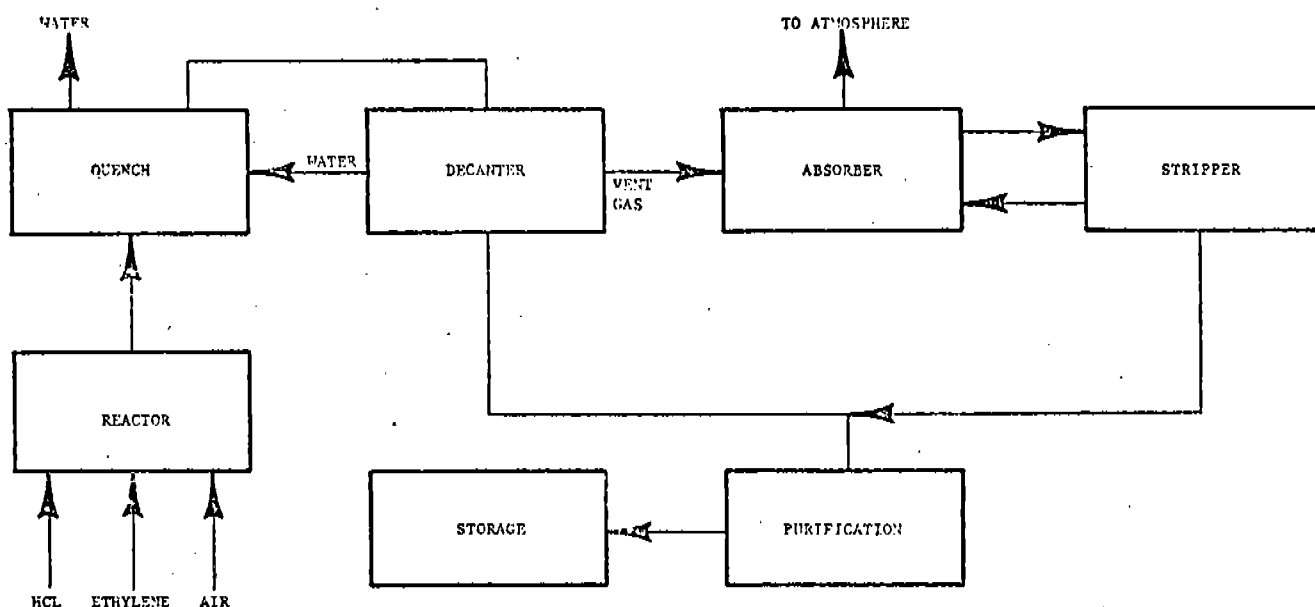 WATER
TO ATMOSPHERE
QUENCH
WATER
DECANTER
VENT
GAS
ABSORBER
STRIPPER
REACTOR
STORAGE
PURIFICATION
HCL ETHYLENE AIR